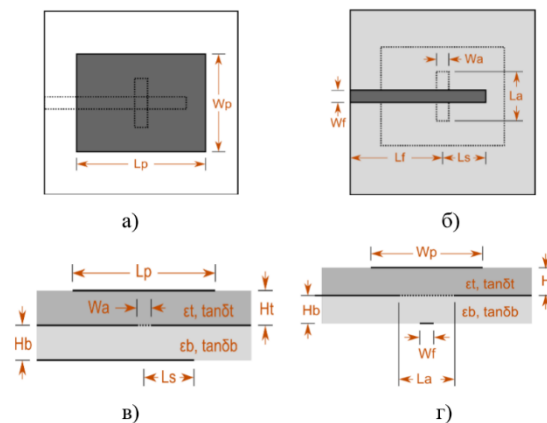 Wp
Lp
а)
Wa
La
Wf
Lf
Ls
б)
Lp
Wa
εt, tanδt
Ht
Hb
εb, tanδb
Ls
в)
Wp
H
εt, tanδt
Hb
εb, tanδb
Wf
La
г)